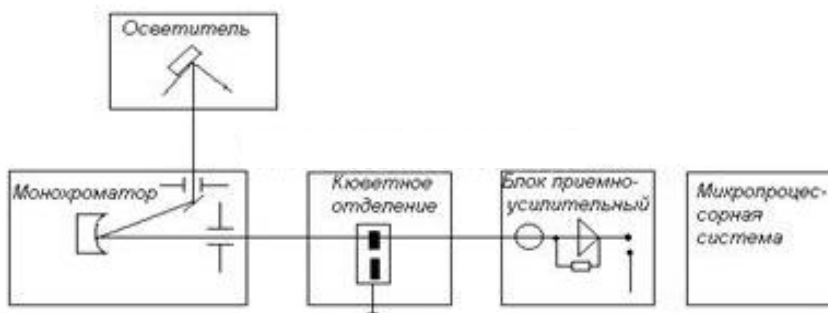 Осветитель
Монохроматор
Кюветное
отделение
Блок приемно-
усилительный
Микропроцес-
сорная
система